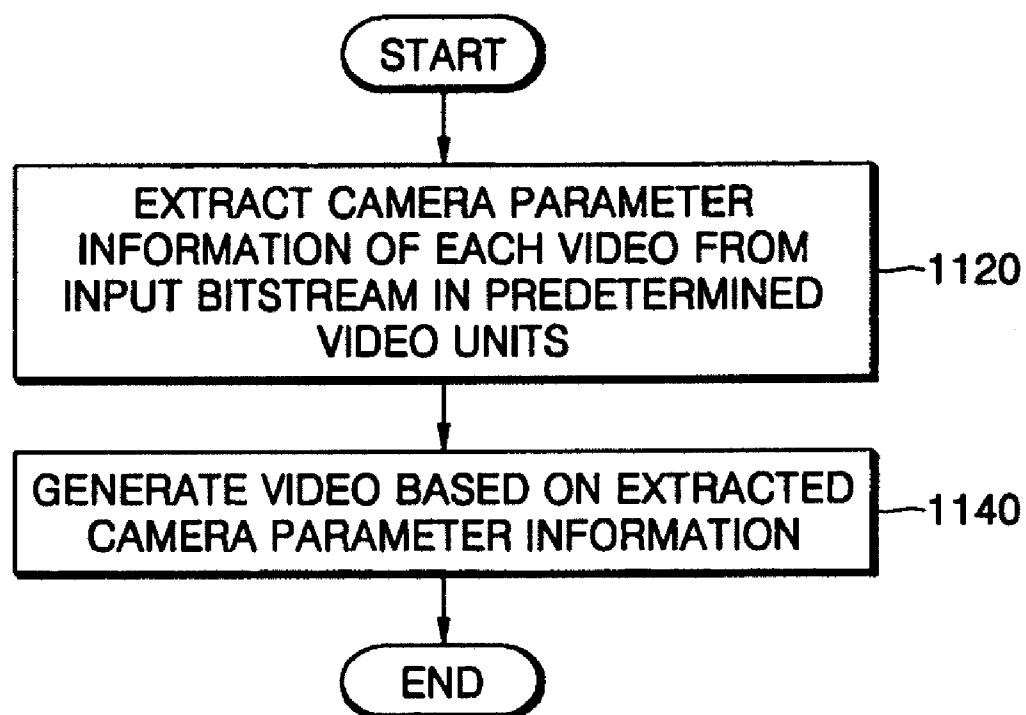 START
EXTRACT CAMERA PARAMETER
INFORMATION OF EACH VIDEO FROM
INPUT BITSTREAM IN PREDETERMINED
VIDEO UNITS
1120
GENERATE VIDEO BASED ON EXTRACTED
CAMERA PARAMETER INFORMATION
1140
END